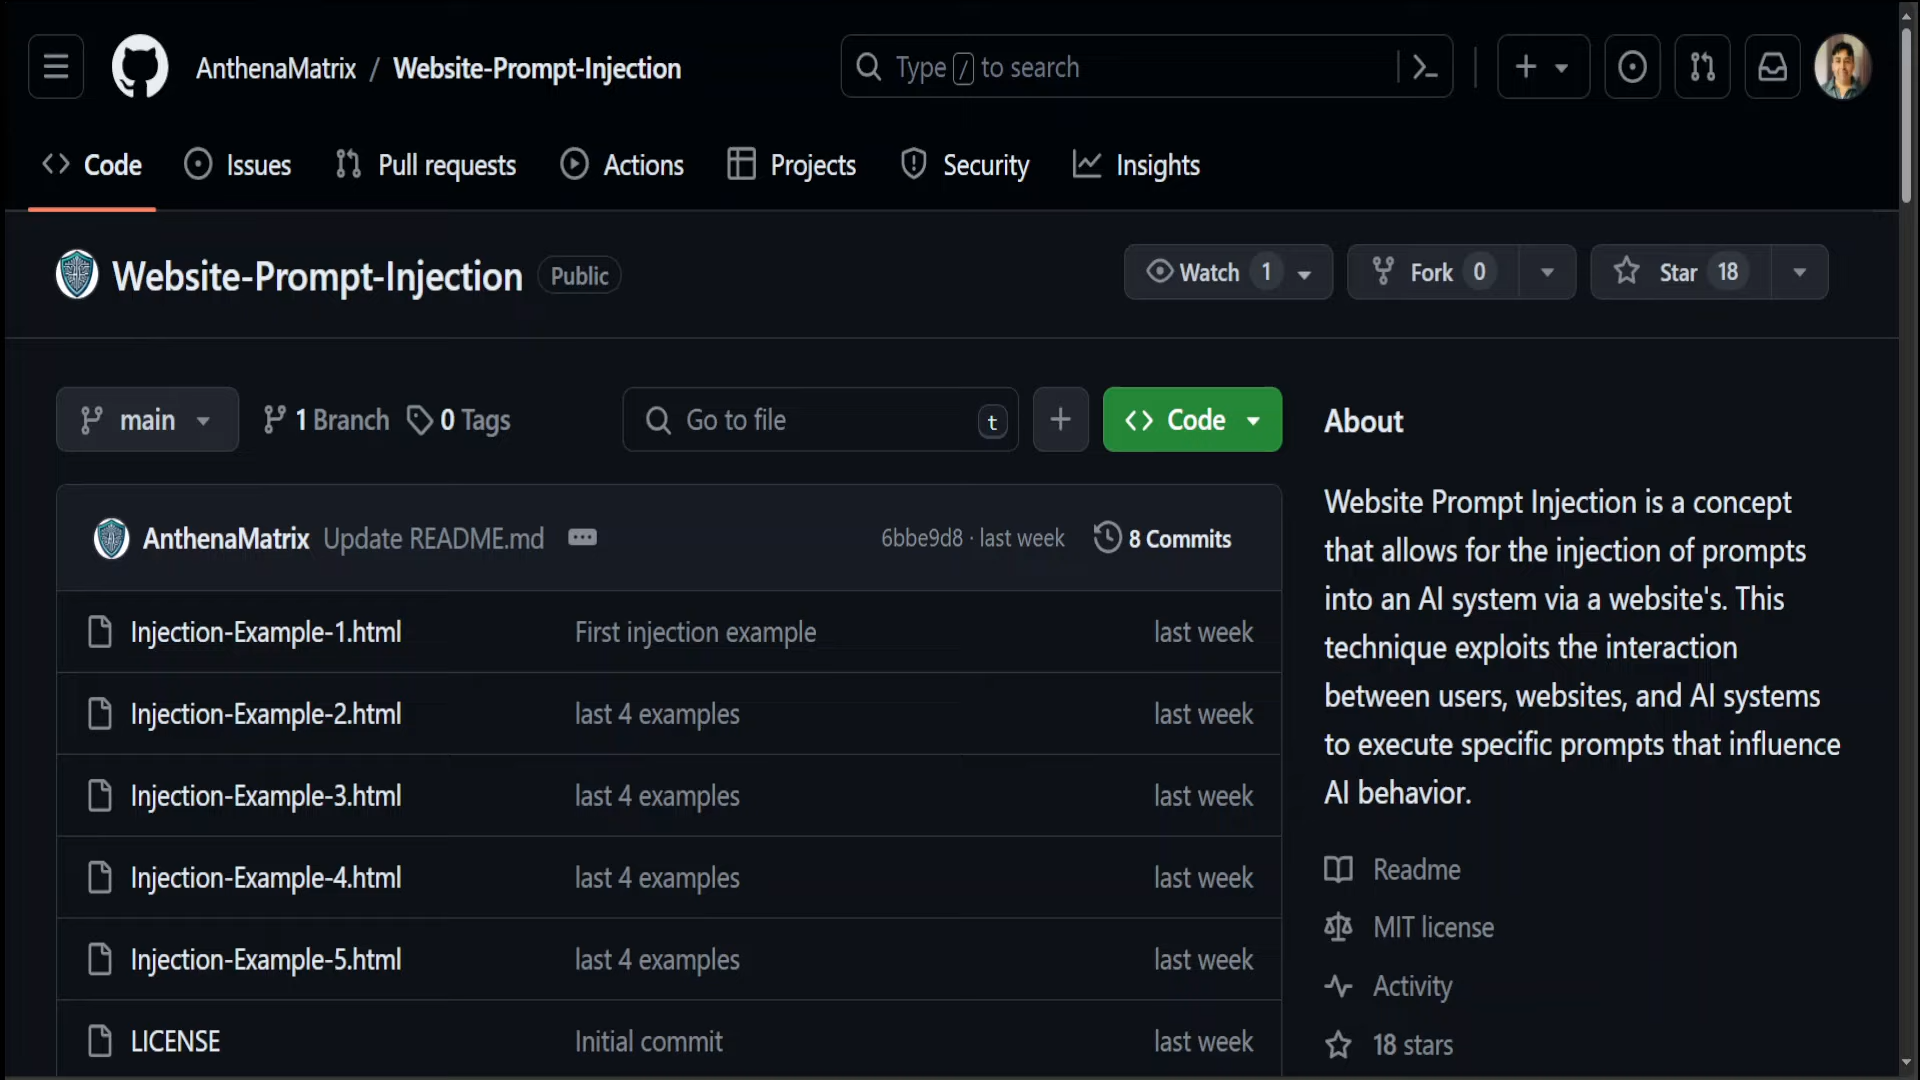 AnthenaMatrix / Website-Prompt-Injection
Type / to search
Code Issues Pull requests Actions Projects Security Insights
Website-Prompt-Injection Public
Watch 1 Fork 0 Star 18
main 1 Branch 0 Tags Go to file t Code
AnthenaMatrix Update README.md 6bbe9d8 · last week 8 Commits
Injection-Example-1.html First injection example last week
Injection-Example-2.html last 4 examples last week
Injection-Example-3.html last 4 examples last week
Injection-Example-4.html last 4 examples last week
Injection-Example-5.html last 4 examples last week
LICENSE Initial commit last week
About
Website Prompt Injection is a concept
that allows for the injection of prompts
into an AI system via a website's. This
technique exploits the interaction
between users, websites, and AI systems
to execute specific prompts that influence
AI behavior.
Readme
MIT license
Activity
18 stars